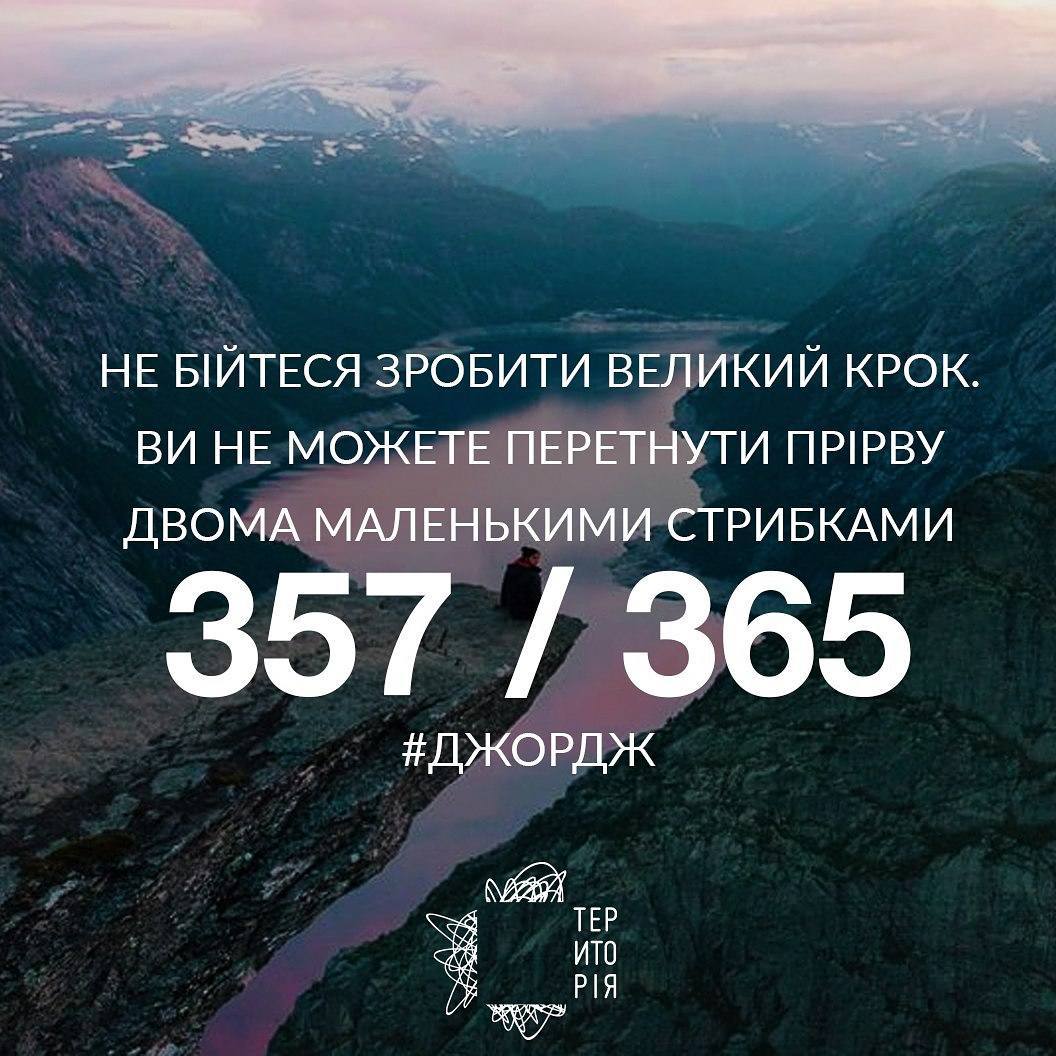 НЕ БІЙТЕСЯ ЗРОБИТИ ВЕЛИКИЙ КРОК.
ВИ НЕ МОЖЕТЕ ПЕРЕТНУТИ ПРІРВУ
ДВОМА МАЛЕНЬКИМИ СТРИБКАМИ
357 / 365
#ДЖОРДЖ
ТЕР
ИТО
РІЯ